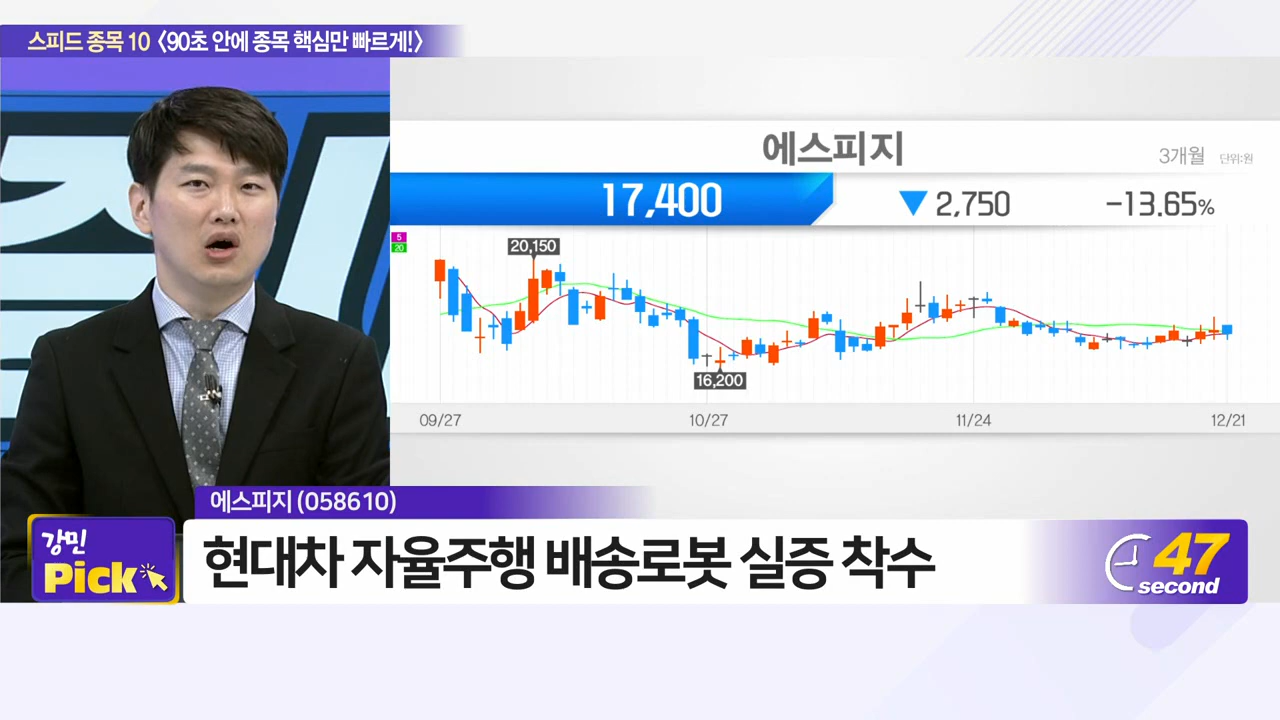 스피드 종목 10 〈90초 안에 종목 핵심만 빠르게!〉
에스피지
3개월 단위:원
17,400 ▼ 2,750 -13.65%
5
20
20,150
16,200
09/27 10/27 11/24 12/21
에스피지 (058610)
강민
Pick
현대차 자율주행 배송로봇 실증 착수
47
second